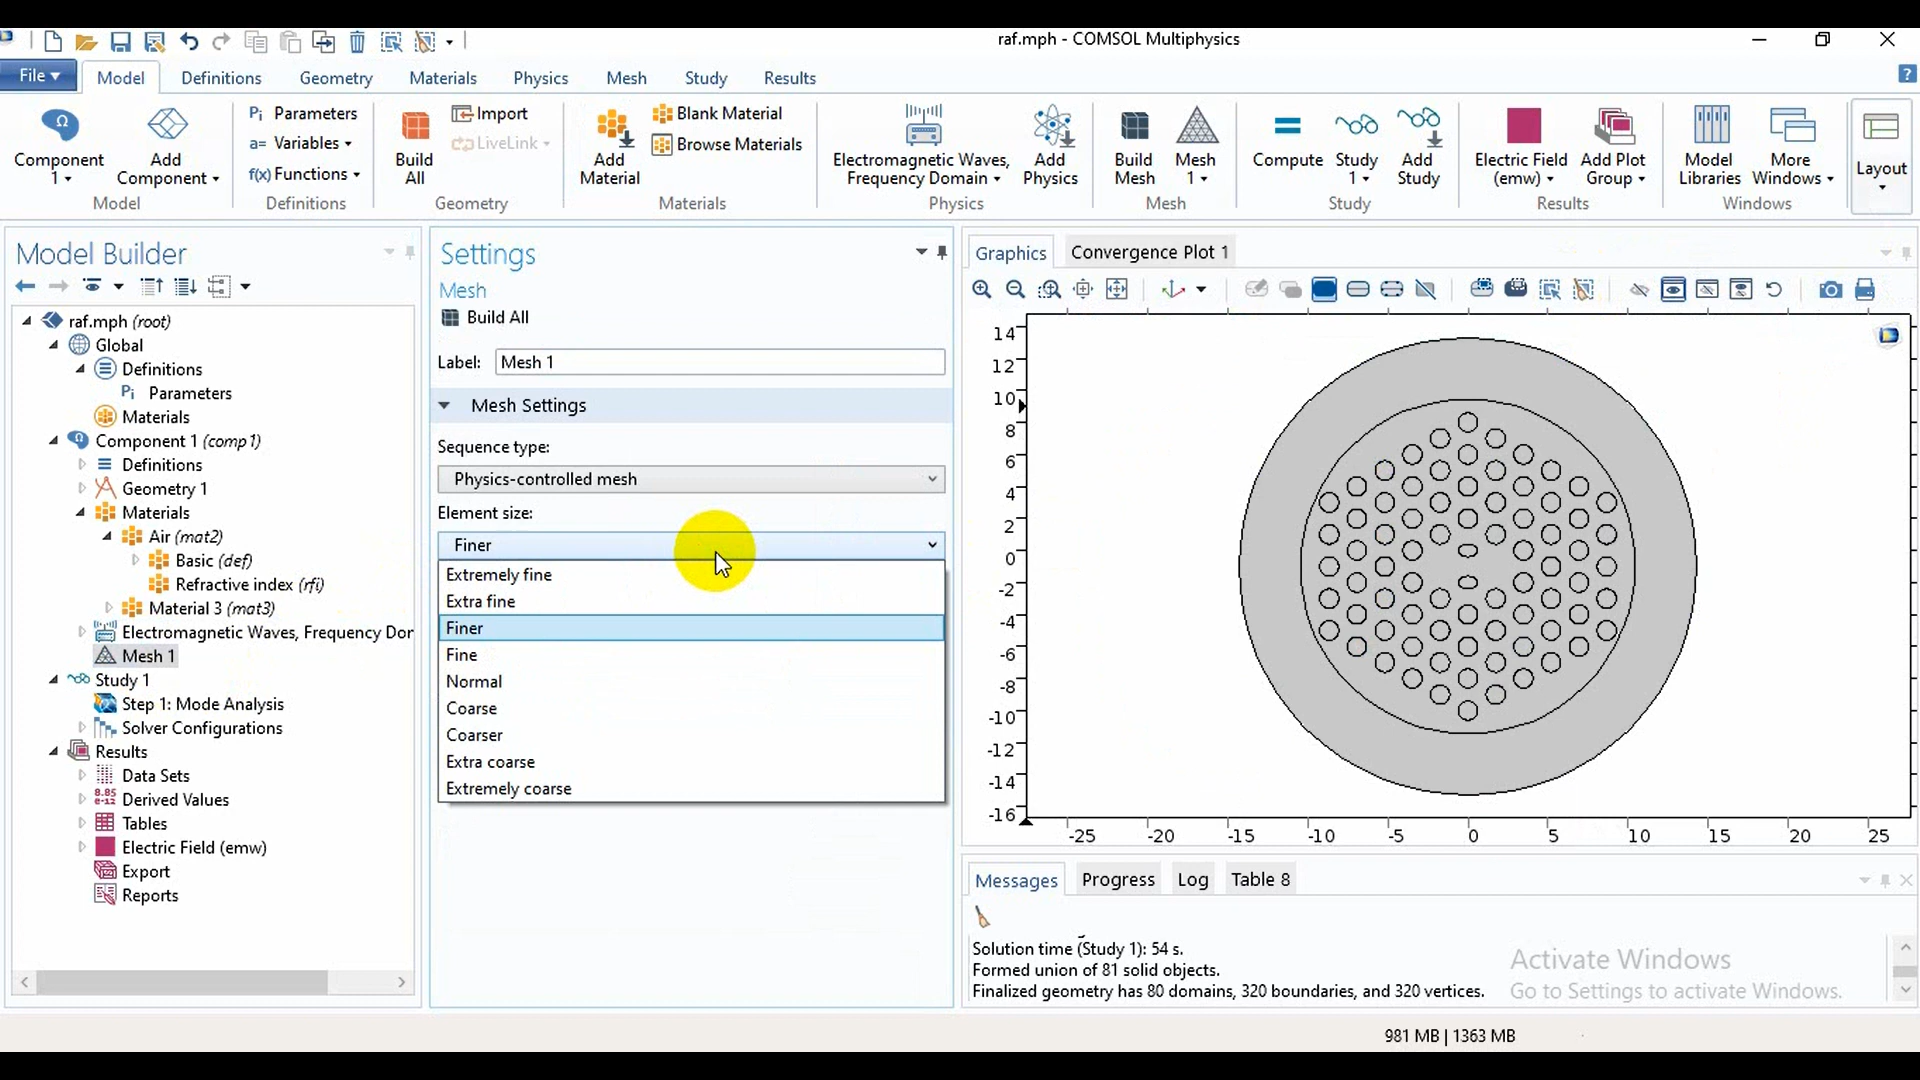 raf.mph - COMSOL Multiphysics
File Model Definitions Geometry Materials Physics Mesh Study Results
Component 1
Add Component
Model
Pi Parameters
a= Variables
f(x) Functions
Definitions
Build All
Import
LiveLink
Geometry
Add Material
Blank Material
Browse Materials
Materials
Electromagnetic Waves, Frequency Domain
Add Physics
Physics
Build Mesh
Mesh 1
Mesh
Compute
Study 1
Add Study
Study
Electric Field (emw)
Add Plot Group
Results
Model Libraries
More Windows
Windows
Layout
Model Builder
raf.mph (root)
Global
Definitions
Pi Parameters
Materials
Component 1 (comp1)
Definitions
Geometry 1
Materials
Air (mat2)
Basic (def)
Refractive index (rfi)
Material 3 (mat3)
Electromagnetic Waves, Frequency Dor
Mesh 1
Study 1
Step 1: Mode Analysis
Solver Configurations
Results
Data Sets
8.85 e-12 Derived Values
Tables
Electric Field (emw)
Export
Reports
Settings
Mesh
Build All
Label: Mesh 1
Mesh Settings
Sequence type:
Physics-controlled mesh
Element size:
Finer
Extremely fine
Extra fine
Finer
Fine
Normal
Coarse
Coarser
Extra coarse
Extremely coarse
Graphics Convergence Plot 1
14
12
10
8
6
4
2
0
-2
-4
-6
-8
-10
-12
-14
-16
-25 -20 -15 -10 -5 0 5 10 15 20 25
Messages Progress Log Table 8
Solution time (Study 1): 54 s.
Formed union of 81 solid objects.
Finalized geometry has 80 domains, 320 boundaries, and 320 vertices.
Activate Windows
Go to Settings to activate Windows.
981 MB | 1363 MB